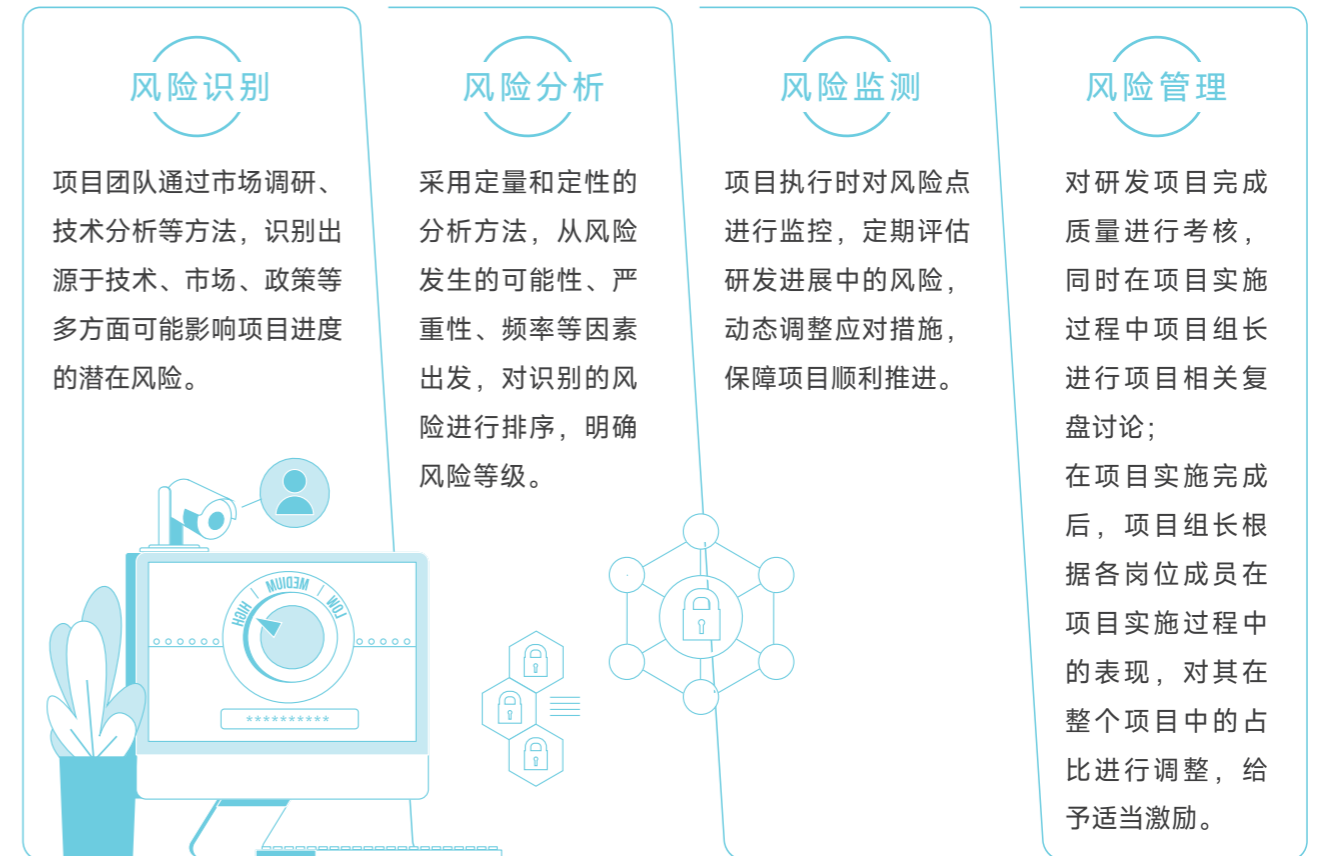 风险识别
项目团队通过市场调研、
技术分析等方法，识别出
源于技术、市场、政策等
多方面可能影响项目进度
的潜在风险。
风险分析
采用定量和定性的
分析方法，从风险
发生的可能性、严
重性、频率等因素
出发，对识别的风
险进行排序，明确
风险等级。
风险监测
项目执行时对风险点
进行监控，定期评估
研发进展中的风险，
动态调整应对措施，
保障项目顺利推进。
风险管理
对研发项目完成
质量进行考核，
同时在项目实施
过程中项目组长
进行项目相关复
盘讨论；
在项目实施完成
后，项目组长根
据各岗位成员在
项目实施过程中
的表现，对其在
整个项目中的占
比进行调整，给
予适当激励。
HIGH
MEDIUM
LOW
**********